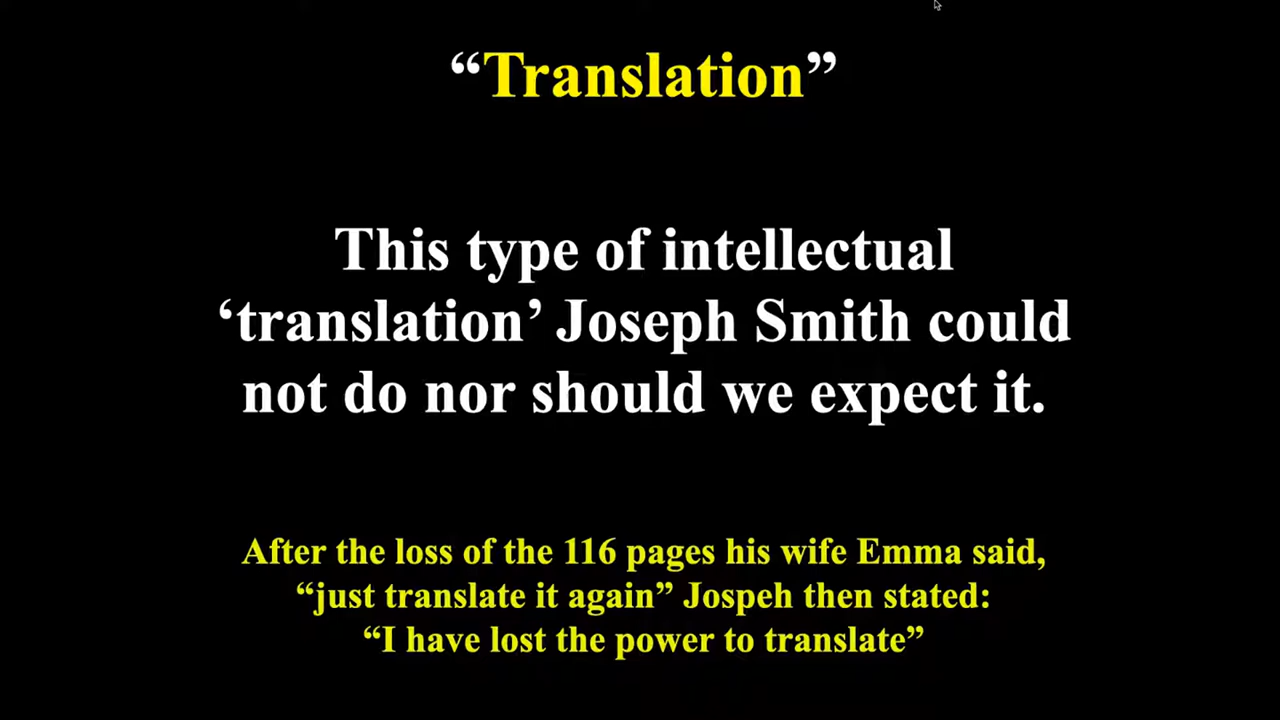 “Translation”
This type of intellectual
‘translation’ Joseph Smith could
not do nor should we expect it.
After the loss of the 116 pages his wife Emma said,
“just translate it again” Jospeh then stated:
“I have lost the power to translate”